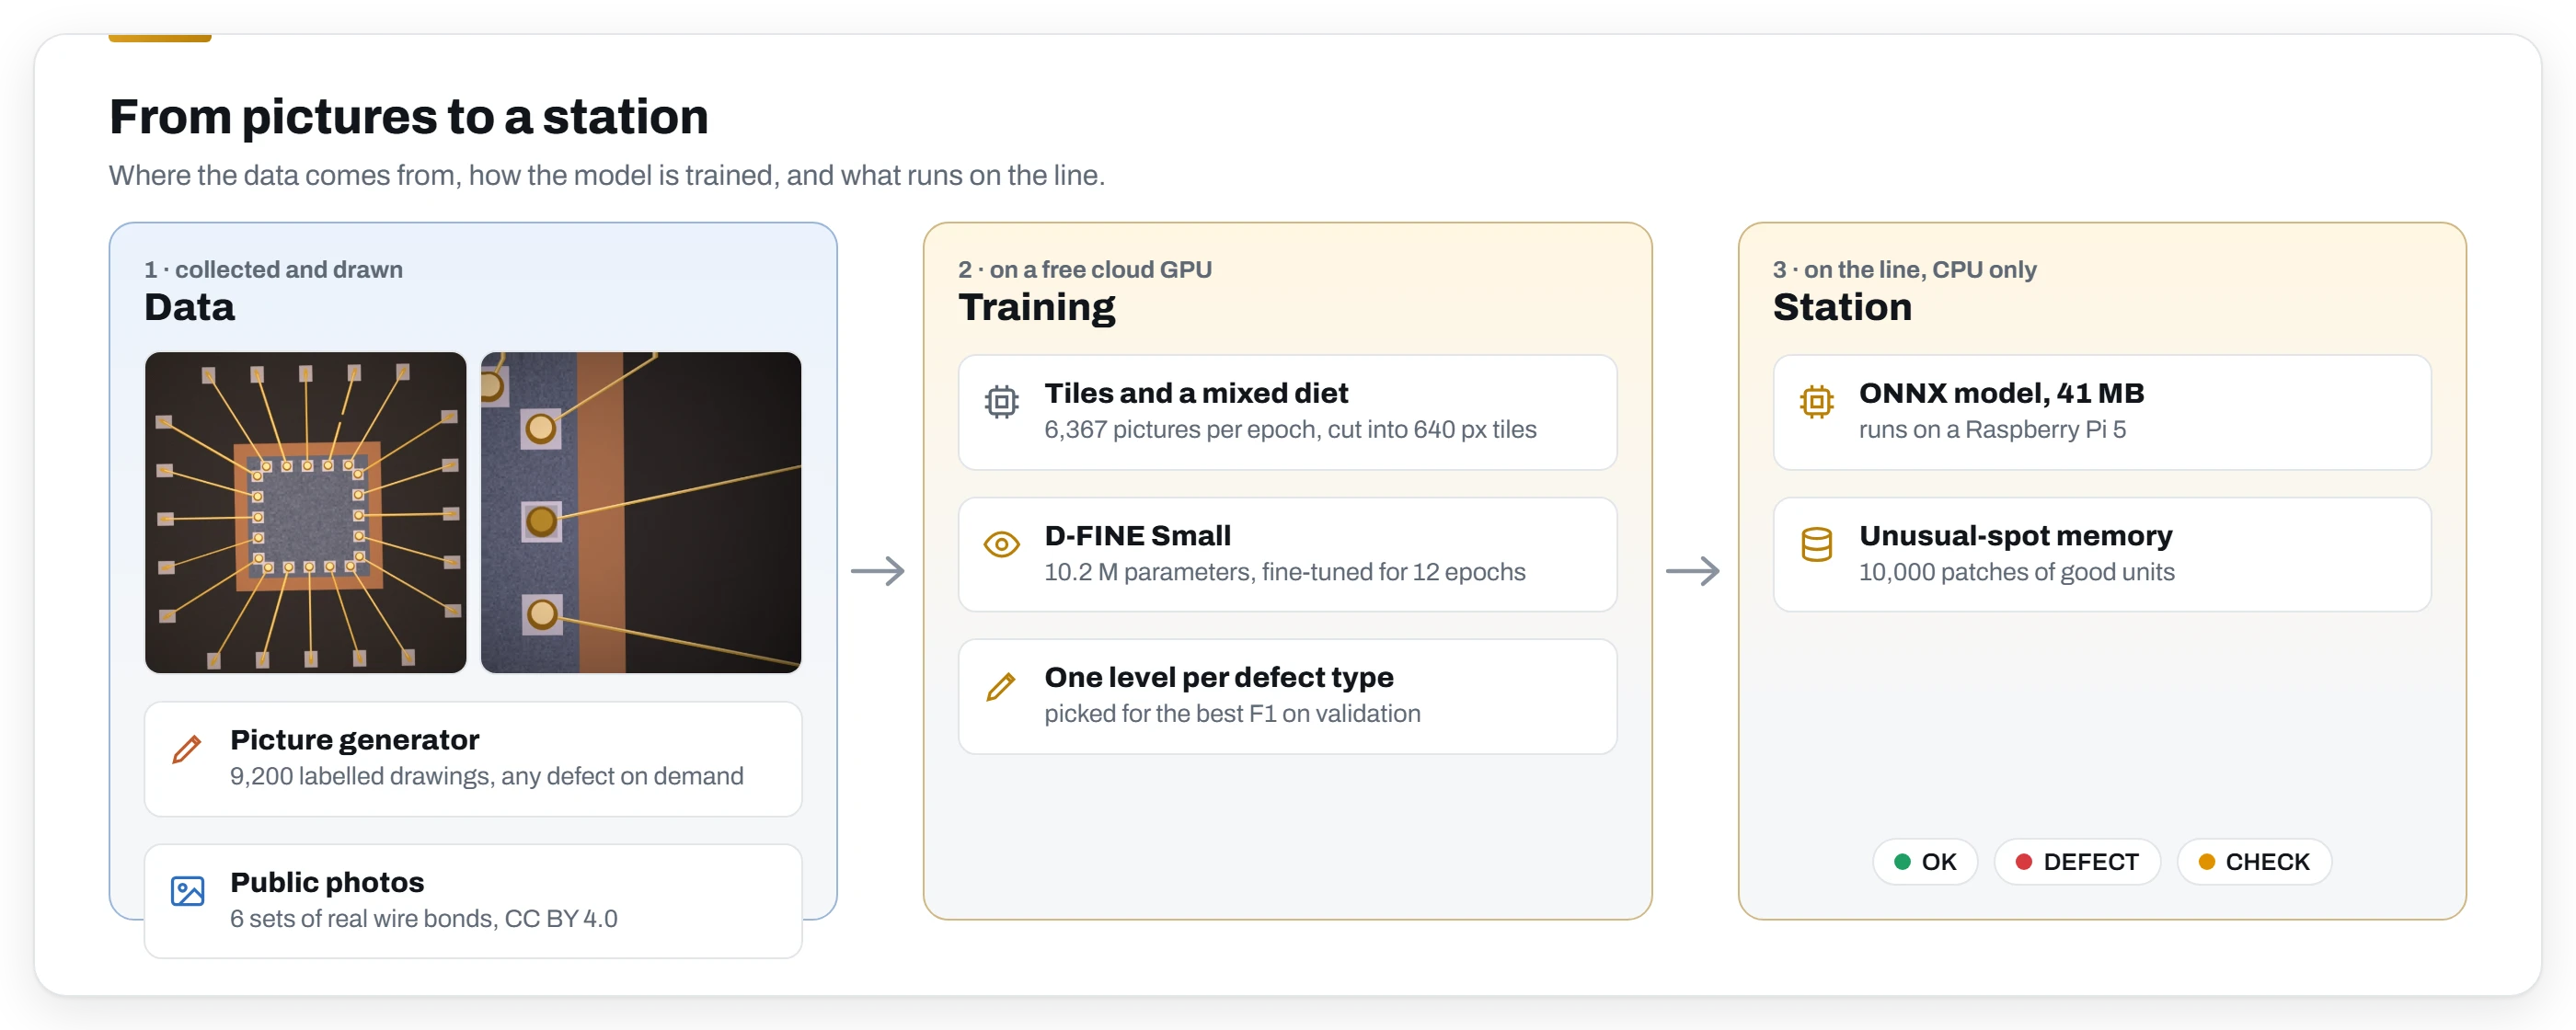 From pictures to a station
Where the data comes from, how the model is trained, and what runs on the line.
1 · collected and drawn
Data
Picture generator
9,200 labelled drawings, any defect on demand
Public photos
6 sets of real wire bonds, CC BY 4.0
2 · on a free cloud GPU
Training
Tiles and a mixed diet
6,367 pictures per epoch, cut into 640 px tiles
D-FINE Small
10.2 M parameters, fine-tuned for 12 epochs
One level per defect type
picked for the best F1 on validation
3 · on the line, CPU only
Station
ONNX model, 41 MB
runs on a Raspberry Pi 5
Unusual-spot memory
10,000 patches of good units
OK
DEFECT
CHECK